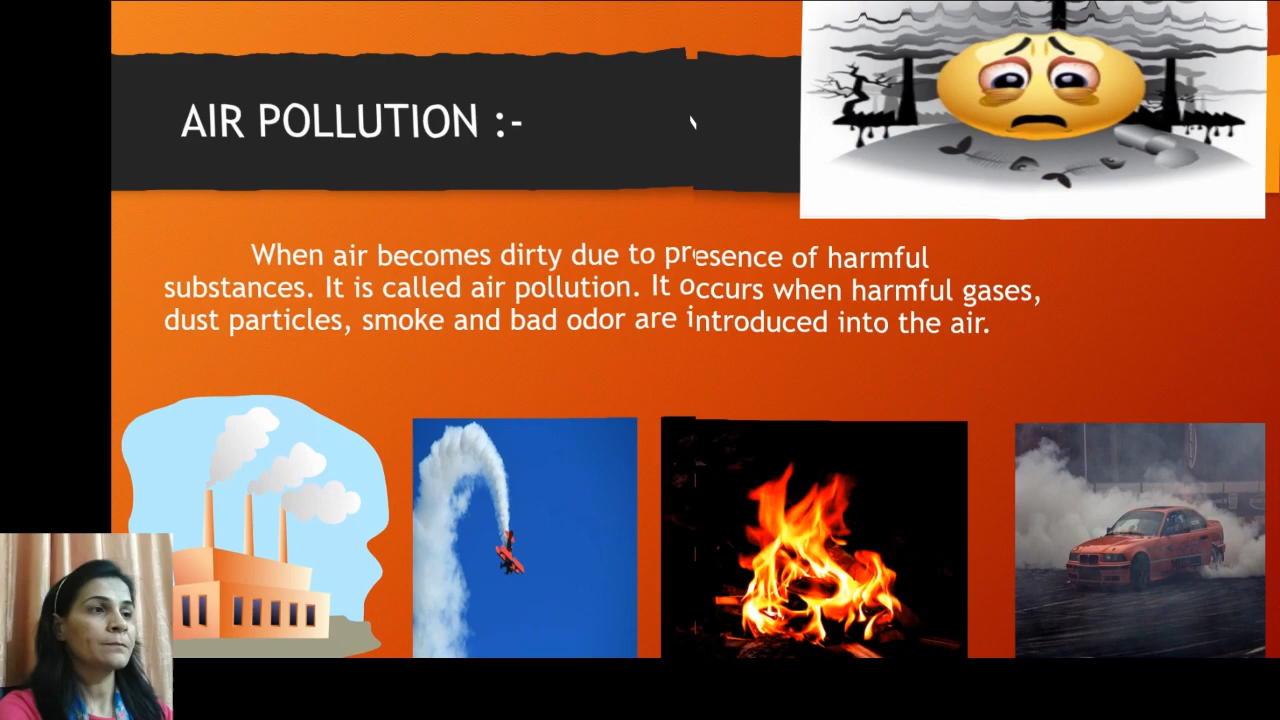 AIR POLLUTION :-
When air becomes dirty due to presence of harmful
substances. It is called air pollution. It occurs when harmful gases,
dust particles, smoke and bad odor are introduced into the air.